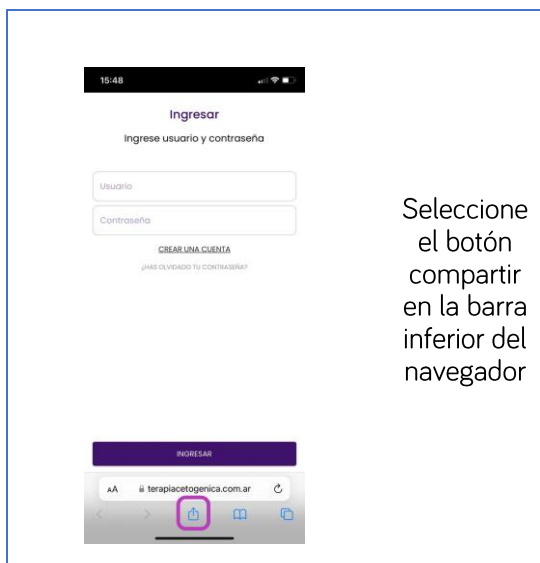 15:48
Ingresar
Ingrese usuario y contraseña
Usuario
Contraseña
CREAR UNA CUENTA
¿HAS OLVIDADO TU CONTRASEÑA?
INGRESAR
AA terapiacetogenica.com.ar
Seleccione
el botón
compartir
en la barra
inferior del
navegador